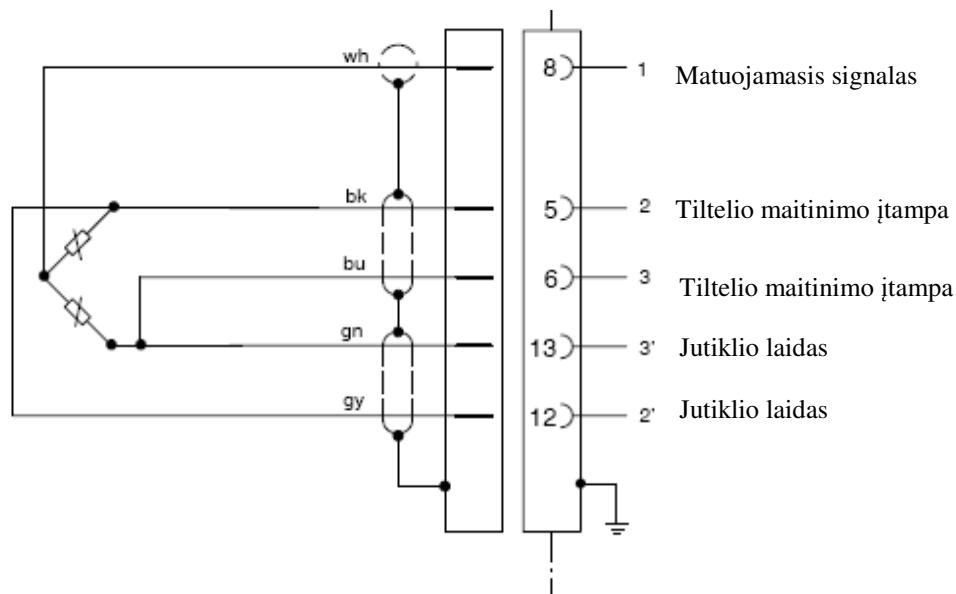 wh 8 1 Matuojamasis signalas
bk 5 2 Tiltelio maitinimo įtampa
bu 6 3 Tiltelio maitinimo įtampa
gn 13 3' Jutiklio laidas
gy 12 2' Jutiklio laidas